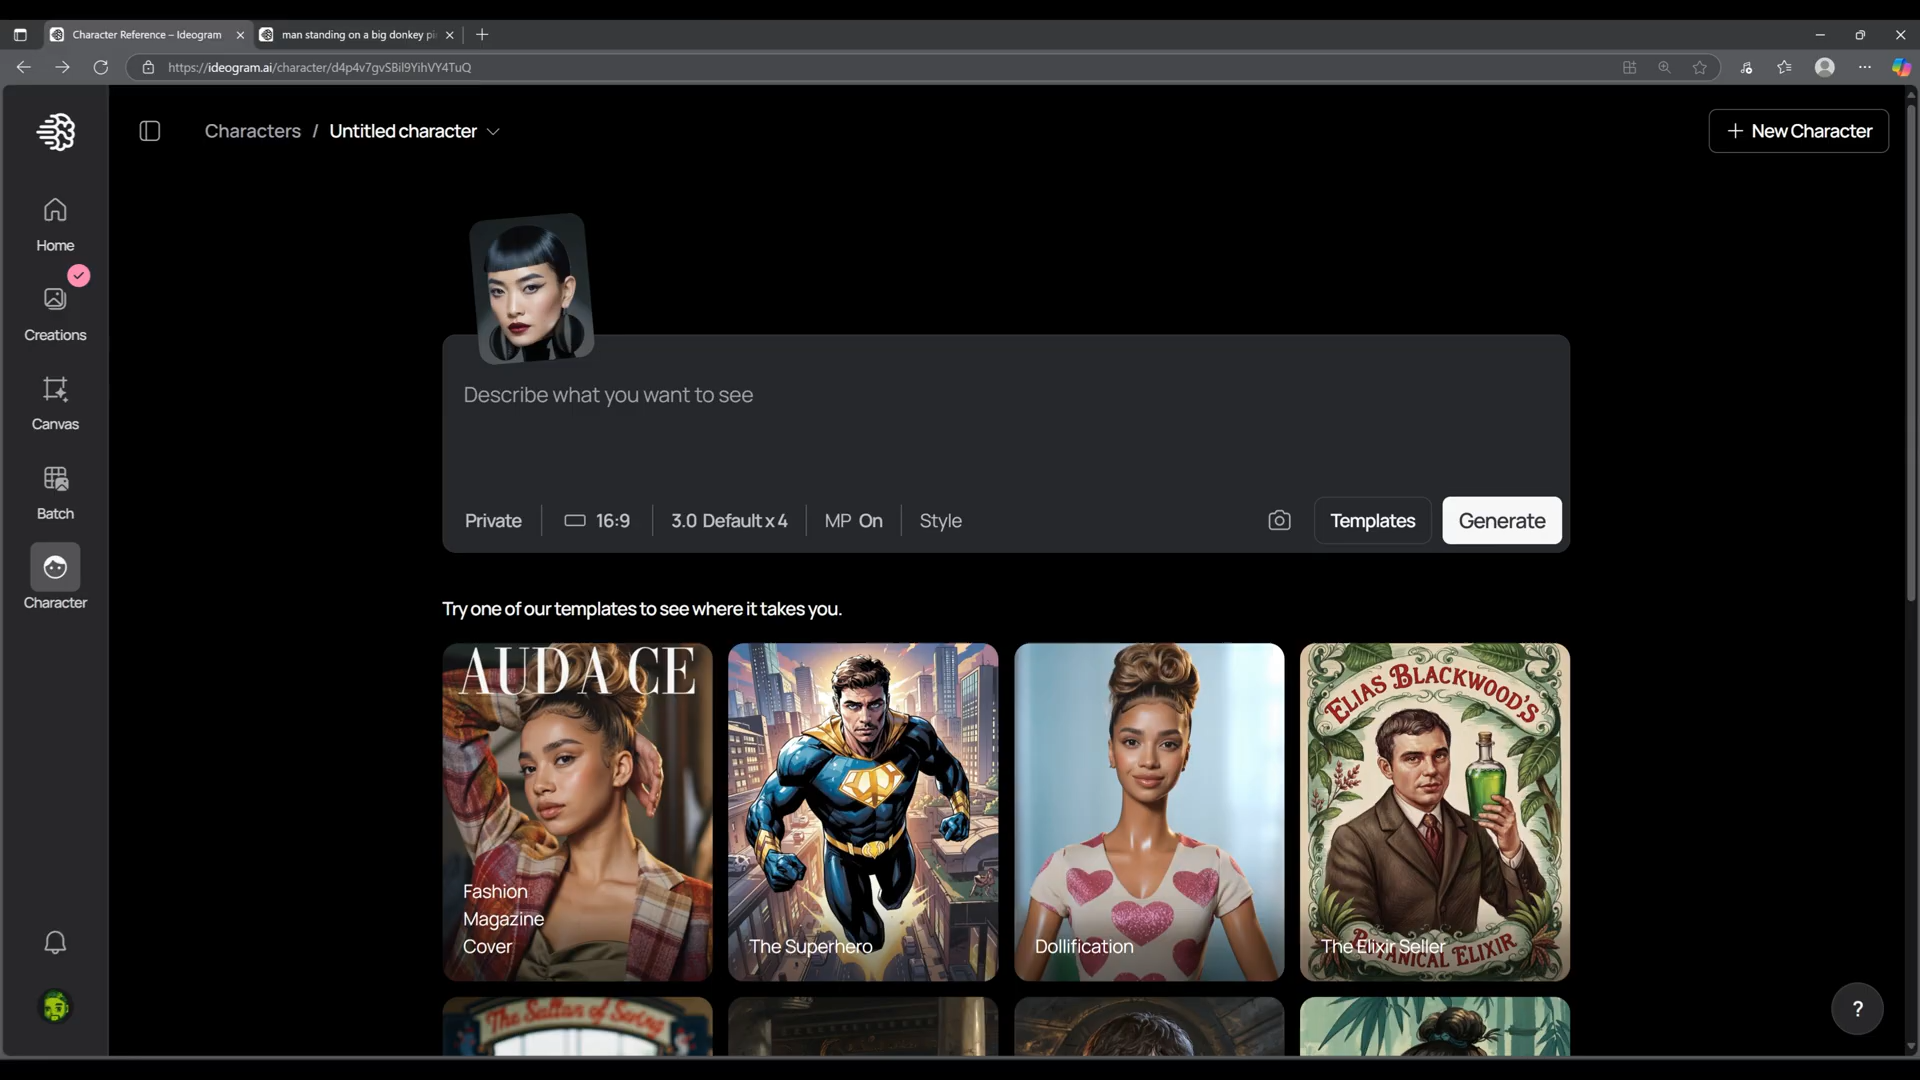 Character Reference – Ideogram
man standing on a big donkey pi
https://ideogram.ai/character/d4p4v7gvSBil9YihVY4TuQ
Characters / Untitled character
New Character
Home
Creations
Canvas
Batch
Character
Describe what you want to see
Private
16:9
3.0 Default x 4
MP On
Style
Templates
Generate
Try one of our templates to see where it takes you.
AUDACE
Fashion
Magazine
Cover
The Superhero
Dollification
ELIAS BLACKWOOD'S
The Elixir Seller
BOTANICAL ELIXIR
The Sultan of Swing
?